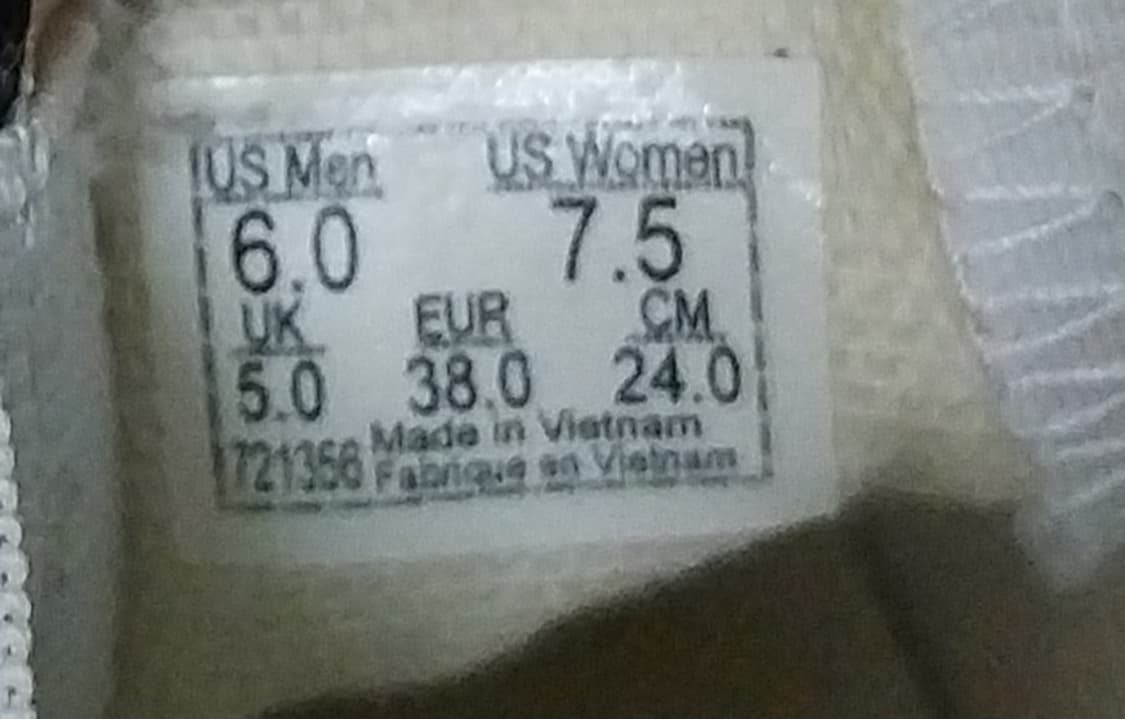 US Men US Women
6.0 7.5
UK EUR CM
5.0 38.0 24.0
Made in Vietnam
721356 Fabrique en Vietnam